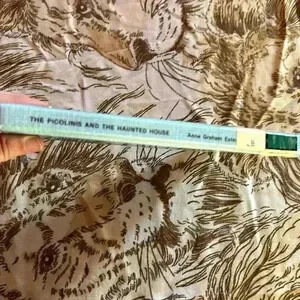 THE PICOLINIS AND THE HAUNTED HOUSE Anne Graham Estern